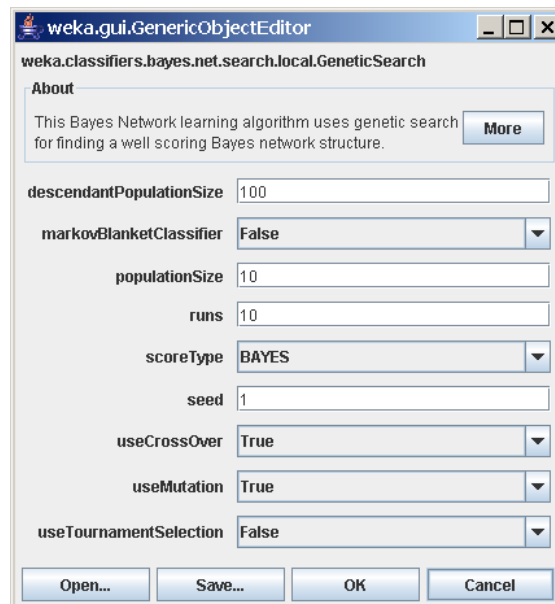 weka.gui.GenericObjectEditor
weka.classifiers.bayes.net.search.local.GeneticSearch
About
This Bayes Network learning algorithm uses genetic search
for finding a well scoring Bayes network structure.
More
descendantPopulationSize 100
markovBlanketClassifier False
populationSize 10
runs 10
scoreType BAYES
seed 1
useCrossOver True
useMutation True
useTournamentSelection False
Open... Save... OK Cancel